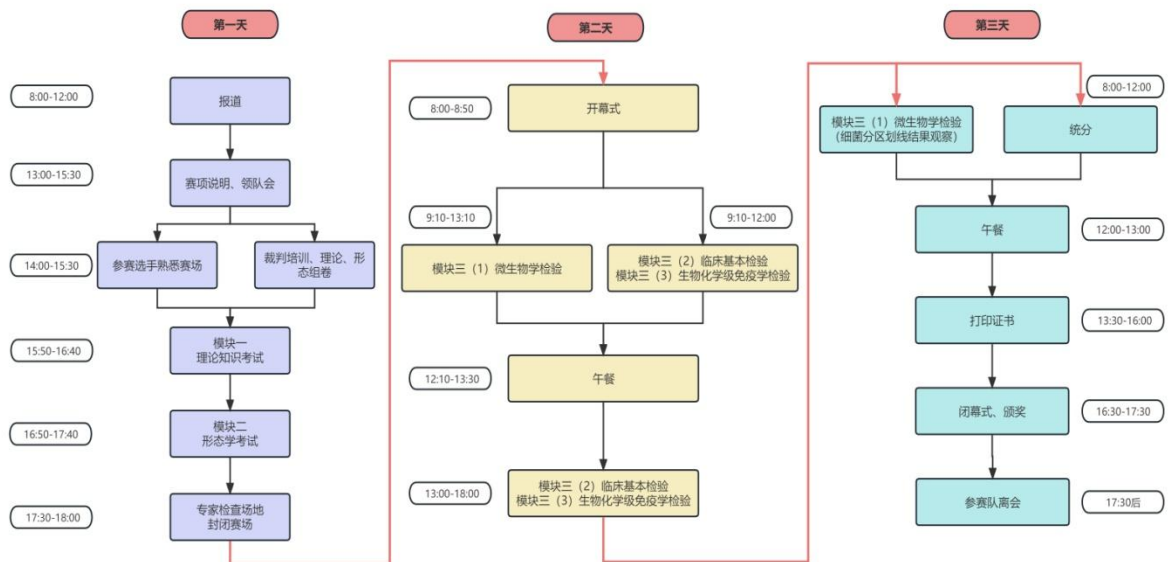 第一天
8:00-12:00
报道
13:00-15:30
赛项说明、领队会
14:00-15:30
参赛选手熟悉赛场
裁判培训、理论、形
态组卷
15:50-16:40
模块一
理论知识考试
16:50-17:40
模块二
形态学考试
17:30-18:00
专家检查场地
封闭赛场
第二天
8:00-8:50
开幕式
9:10-13:10
9:10-12:00
模块三（1）微生物学检验
模块三（2）临床基本检验
模块三（3）生物化学级免疫学检验
12:10-13:30
午餐
13:00-18:00
模块三（2）临床基本检验
模块三（3）生物化学级免疫学检验
第三天
8:00-12:00
模块三（1）微生物学检验
（细菌分区划线结果观察）
统分
午餐
12:00-13:00
打印证书
13:30-16:00
闭幕式、颁奖
16:30-17:30
参赛队离会
17:30后